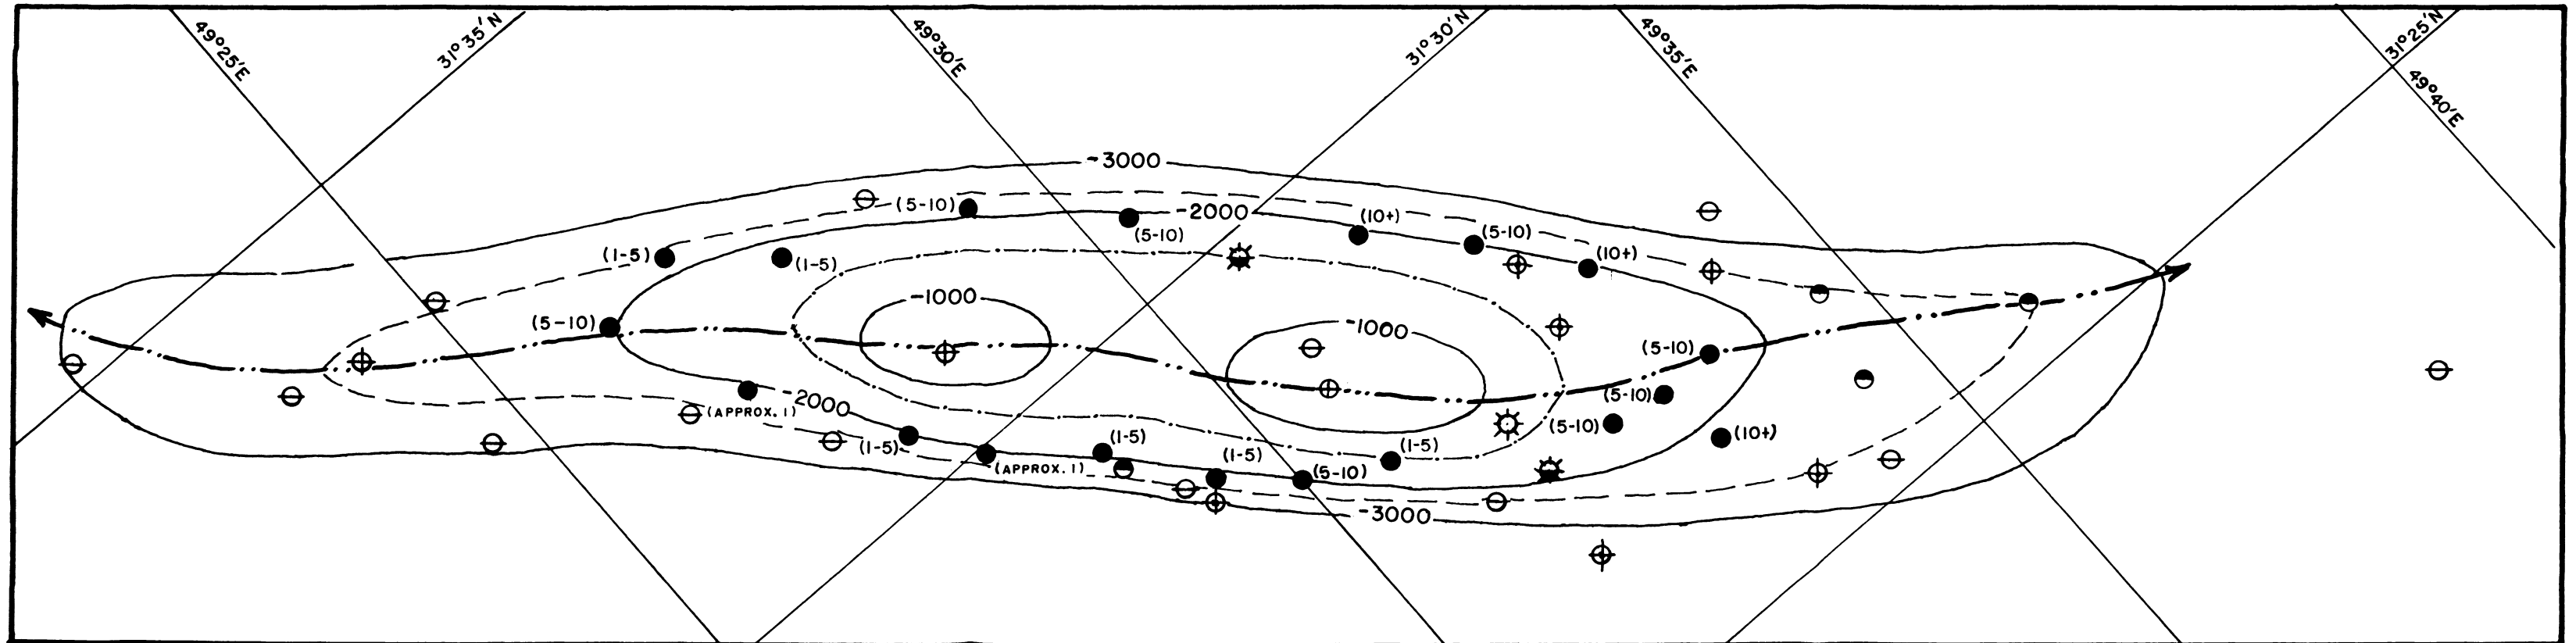 49°25'E
31°35'N
49°30'E
31°30'N
49°35'E
31°25'N
49°40'E
-3000
(5-10)
-2000
(10+)
(5-10)
(5-10)
(1-5)
(1-5)
(10+)
-1000
(5-10)
-1000
(5-10)
(5-10)
2000
(APPROX. 1)
(5-10)
(10+)
(1-5)
(1-5)
(1-5)
(1-5)
(APPROX. 1)
(5-10)
-3000